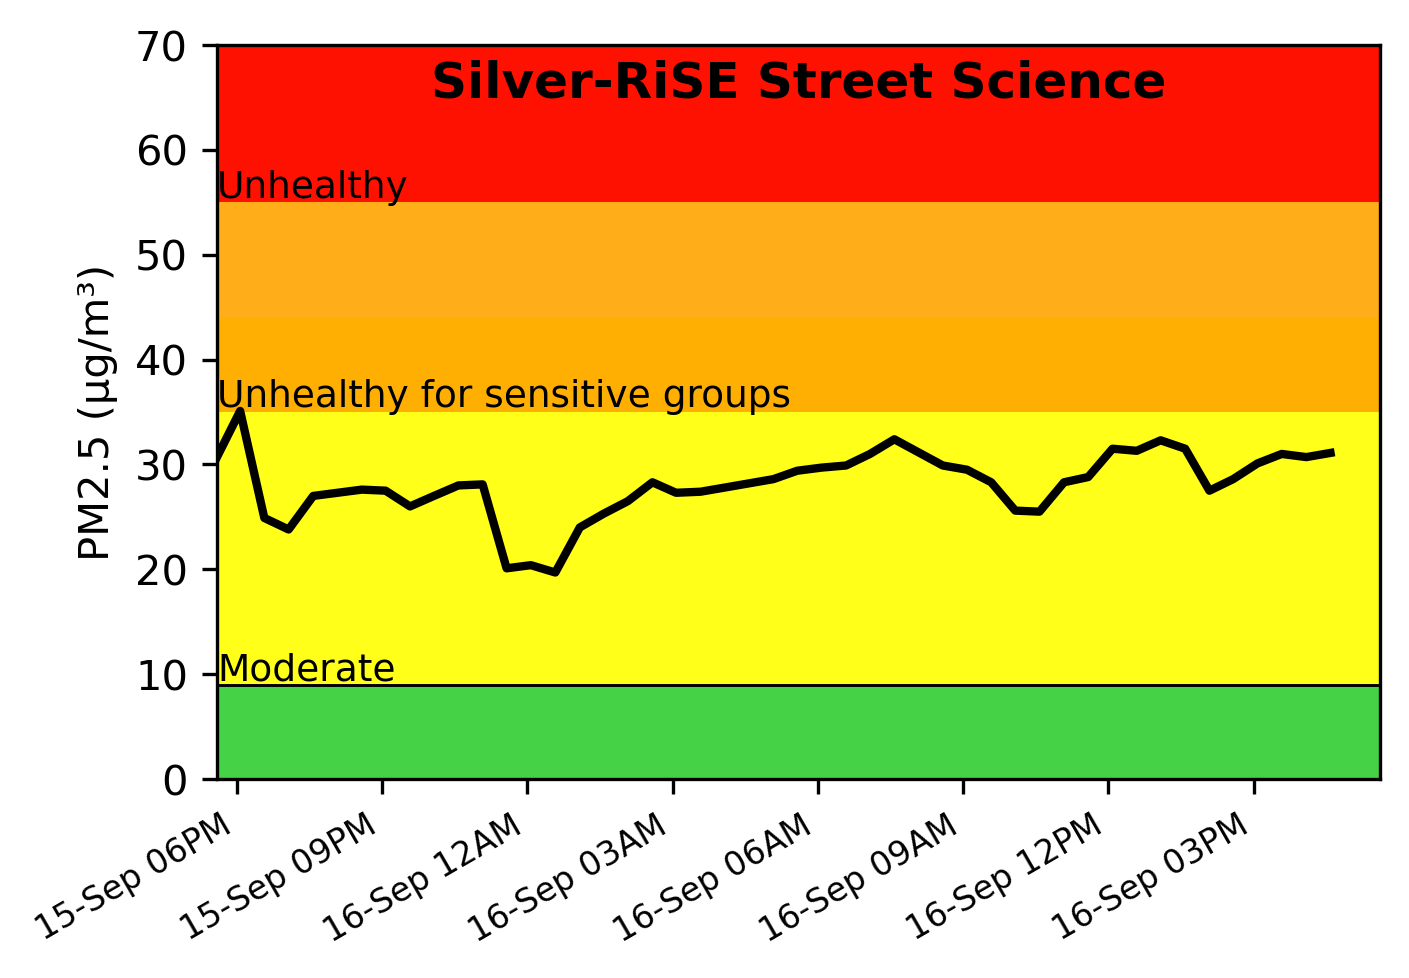 Silver-RiSE Street Science
70
60
Unhealthy
50
40
Unhealthy for sensitive groups
30
20
10
Moderate
0
PM2.5 (µg/m³)
15-Sep 06PM
15-Sep 09PM
16-Sep 12AM
16-Sep 03AM
16-Sep 06AM
16-Sep 09AM
16-Sep 12PM
16-Sep 03PM